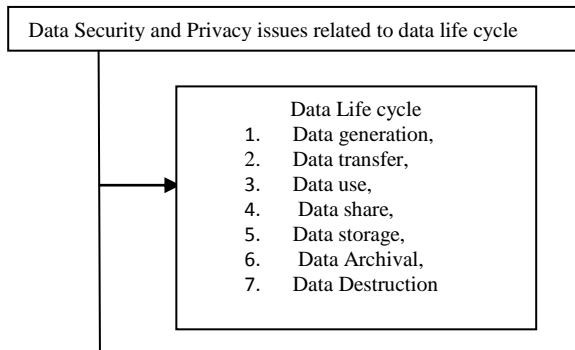 Data Security and Privacy issues related to data life cycle
Data Life cycle
1. Data generation,
2. Data transfer,
3. Data use,
4. Data share,
5. Data storage,
6. Data Archival,
7. Data Destruction